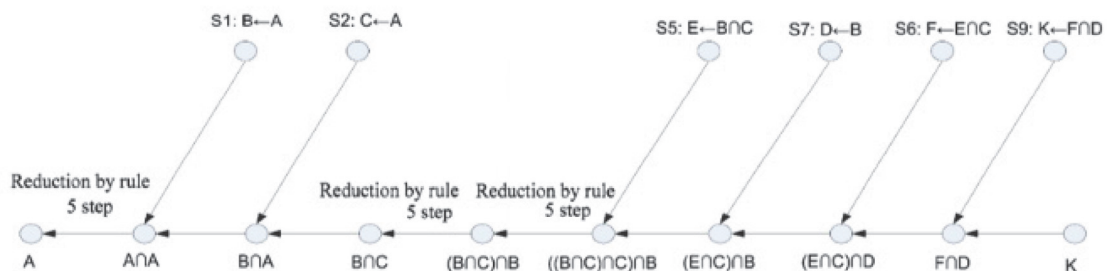 S1: B←A
S2: C←A
S5: E←B∩C
S7: D←B
S6: F←E∩C
S9: K←F∩D
Reduction by rule
5 step
Reduction by rule
5 step
Reduction by rule
5 step
A
A∩A
B∩A
B∩C
(B∩C)∩B
((B∩C)∩C)∩B
(E∩C)∩B
(E∩C)∩D
F∩D
K